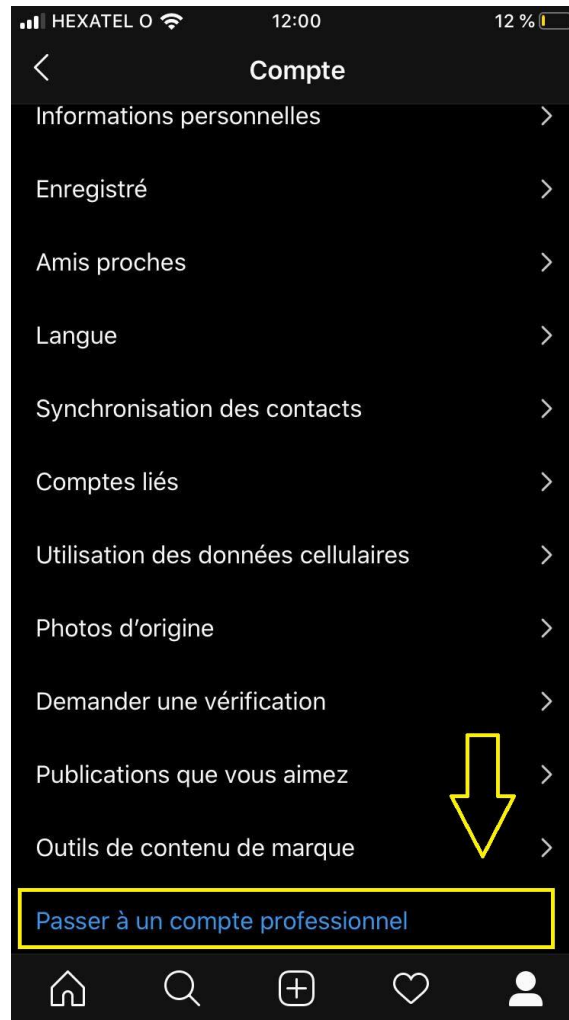 HEXATEL O 12:00 12 %
Compte
Informations personnelles
Enregistré
Amis proches
Langue
Synchronisation des contacts
Comptes liés
Utilisation des données cellulaires
Photos d’origine
Demander une vérification
Publications que vous aimez
Outils de contenu de marque
Passer à un compte professionnel